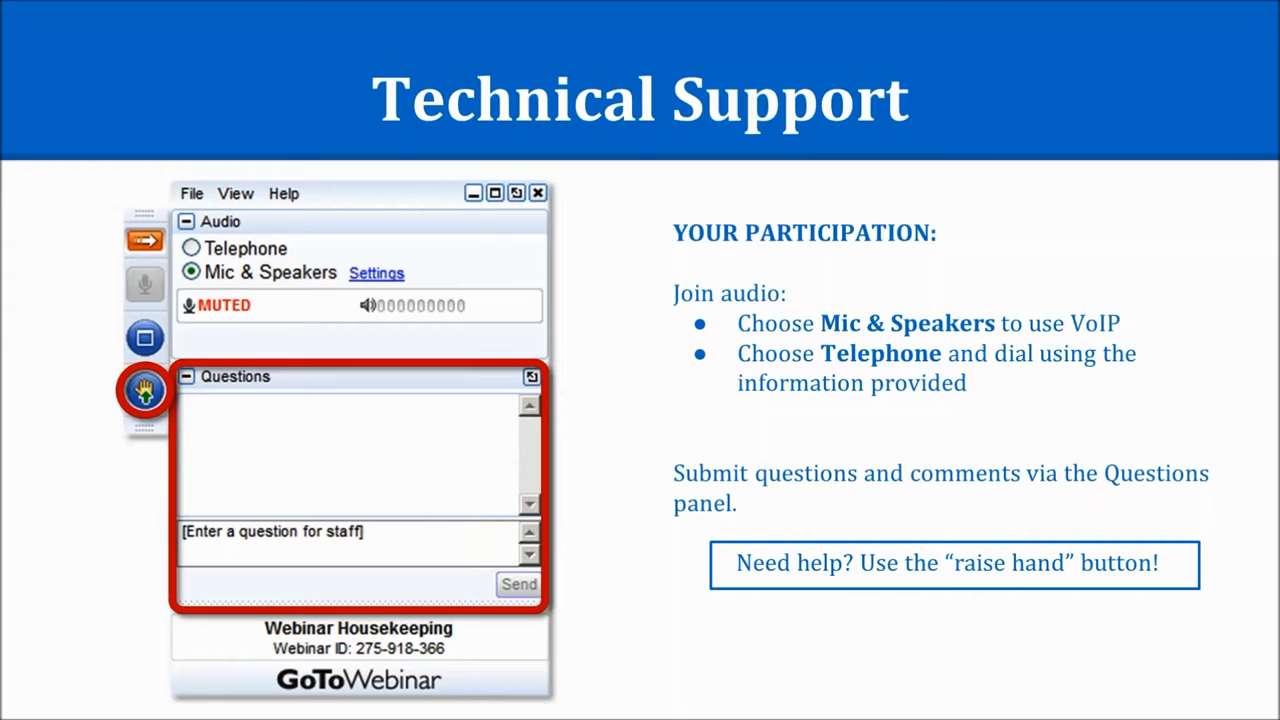 Technical Support
File View Help
Audio
Telephone
Mic & Speakers Settings
MUTED
Questions
[Enter a question for staff]
Send
Webinar Housekeeping
Webinar ID: 275-918-366
GoToWebinar
YOUR PARTICIPATION:
Join audio:
● Choose Mic & Speakers to use VoIP
● Choose Telephone and dial using the
information provided
Submit questions and comments via the Questions
panel.
Need help? Use the “raise hand” button!